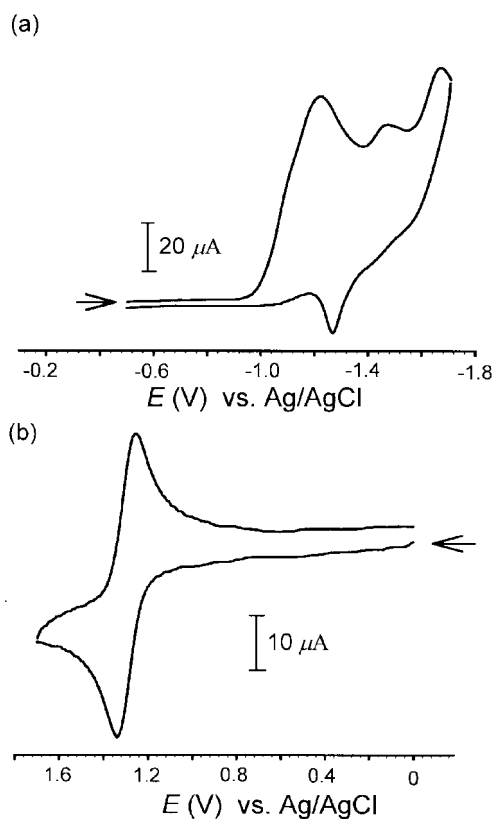 (a)
20 µA
-0.2 -0.6 -1.0 -1.4 -1.8
E (V) vs. Ag/AgCl
(b)
10 µA
1.6 1.2 0.8 0.4 0
E (V) vs. Ag/AgCl